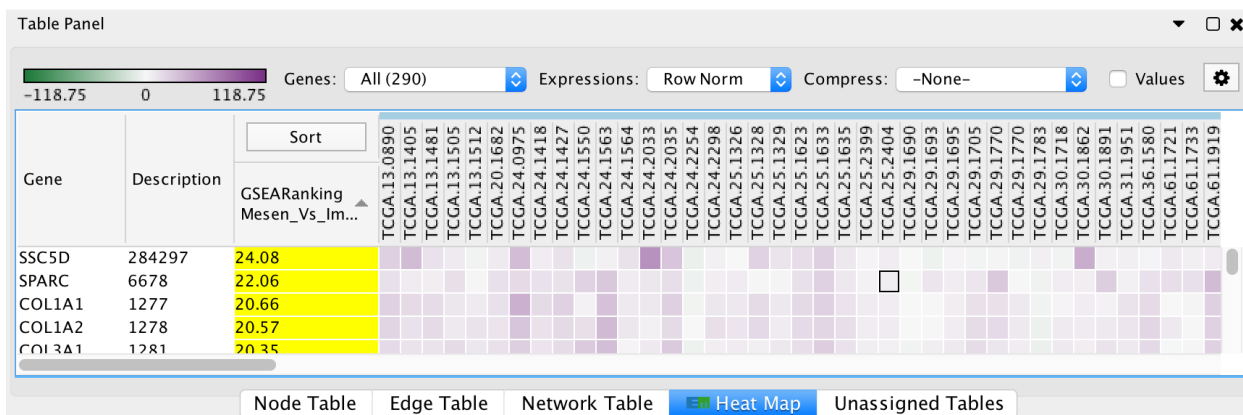 Table Panel
Genes: All (290) Expressions: Row Norm Compress: –None– Values
-118.75 0 118.75
Gene Description Sort
GSEARanking
Mesen_Vs_Im...
TCGA.13.0890
TCGA.13.1405
TCGA.13.1481
TCGA.13.1505
TCGA.13.1512
TCGA.20.1682
TCGA.24.0975
TCGA.24.1418
TCGA.24.1427
TCGA.24.1550
TCGA.24.1563
TCGA.24.1564
TCGA.24.2033
TCGA.24.2035
TCGA.24.2254
TCGA.24.2298
TCGA.25.1326
TCGA.25.1328
TCGA.25.1329
TCGA.25.1623
TCGA.25.1633
TCGA.25.1635
TCGA.25.2399
TCGA.25.2404
TCGA.29.1690
TCGA.29.1693
TCGA.29.1695
TCGA.29.1705
TCGA.29.1770
TCGA.29.1770
TCGA.29.1783
TCGA.30.1718
TCGA.30.1862
TCGA.30.1891
TCGA.31.1951
TCGA.36.1580
TCGA.61.1721
TCGA.61.1733
TCGA.61.1919
SSC5D 284297 24.08
SPARC 6678 22.06
COL1A1 1277 20.66
COL1A2 1278 20.57
COL3A1 1281 20.35
Node Table Edge Table Network Table Em Heat Map Unassigned Tables